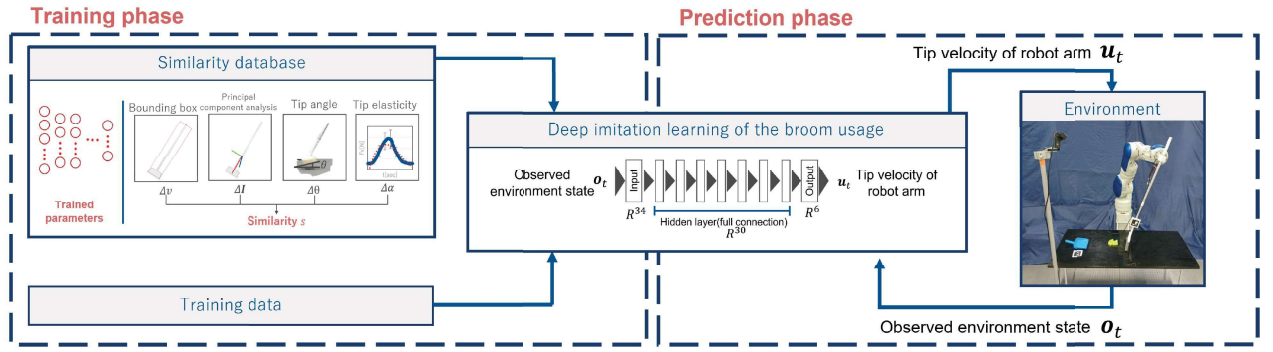 Training phase
Prediction phase
Similarity database
Bounding box
Principal
component analysis
Tip angle
Tip elasticity
θ
Δv
ΔI
Δθ
Δα
Trained
parameters
Similarity s
Training data
Deep imitation learning of the broom usage
Observed
environment state o_t
Input
Output
u_t Tip velocity of
robot arm
R^34
R^6
Hidden layer(full connection)
R^30
Tip velocity of robot arm u_t
Environment
Observed environment state o_t